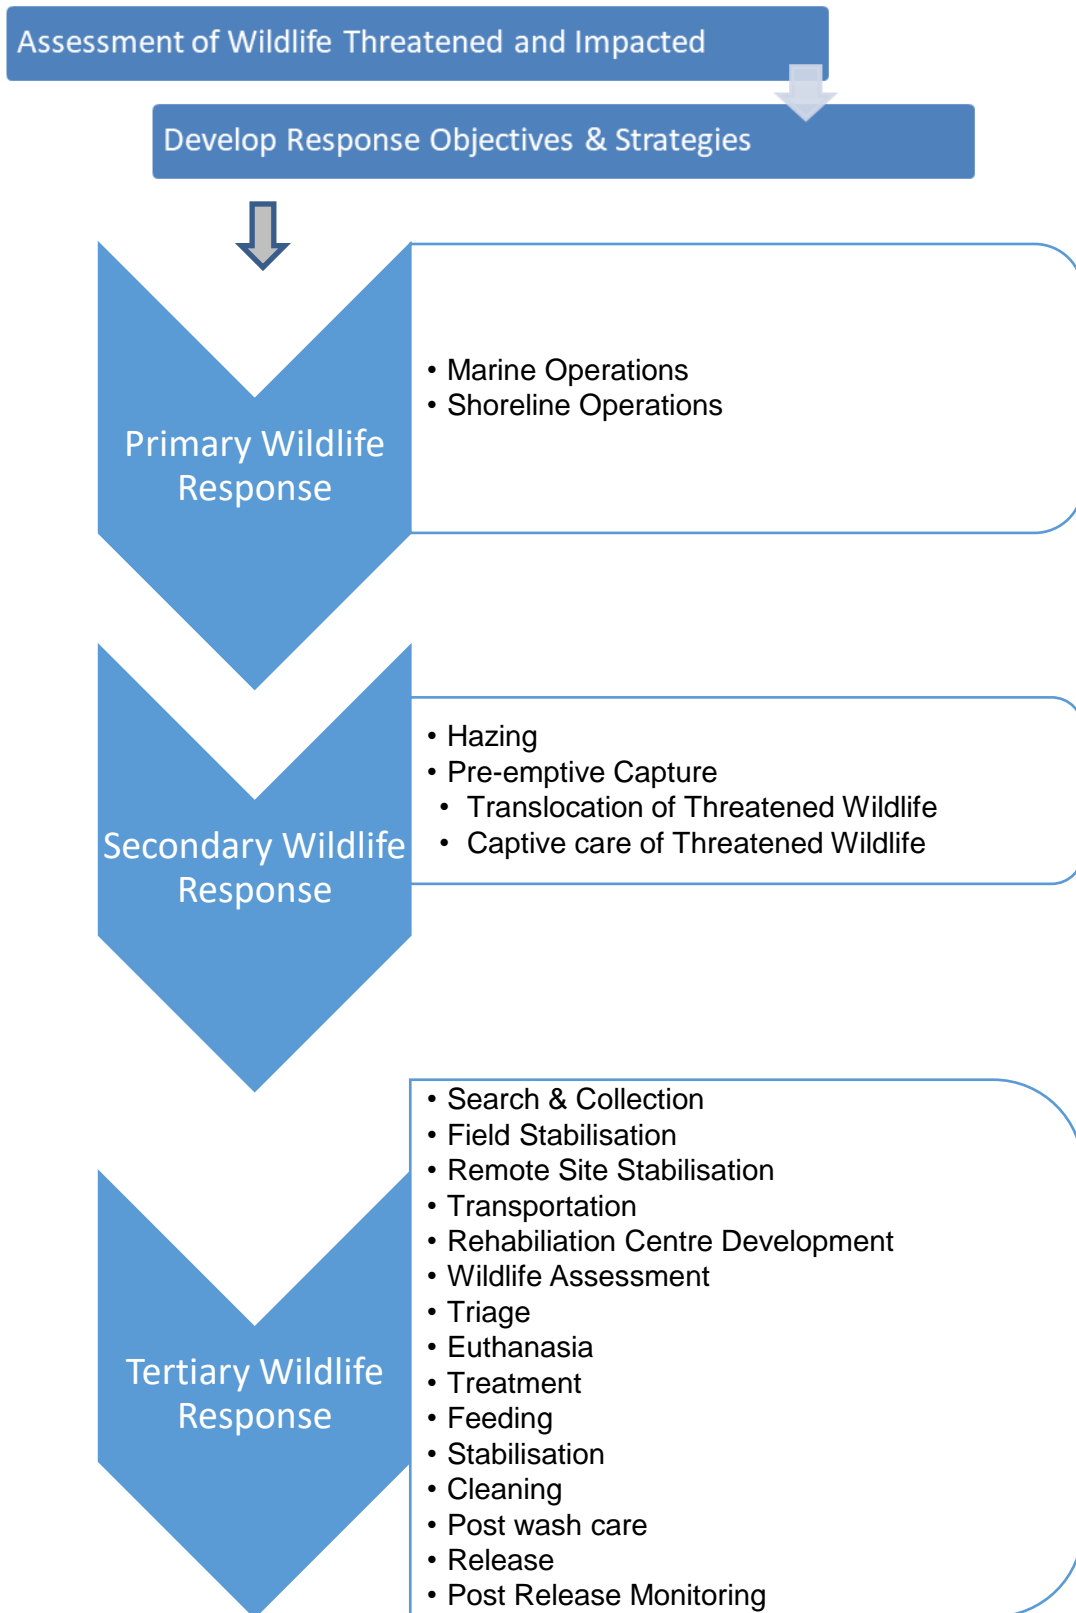 Assessment of Wildlife Threatened and Impacted
Develop Response Objectives & Strategies
Primary Wildlife
Response
• Marine Operations
• Shoreline Operations
Secondary Wildlife
Response
• Hazing
• Pre-emptive Capture
• Translocation of Threatened Wildlife
• Captive care of Threatened Wildlife
Tertiary Wildlife
Response
• Search & Collection
• Field Stabilisation
• Remote Site Stabilisation
• Transportation
• Rehabiliation Centre Development
• Wildlife Assessment
• Triage
• Euthanasia
• Treatment
• Feeding
• Stabilisation
• Cleaning
• Post wash care
• Release
• Post Release Monitoring